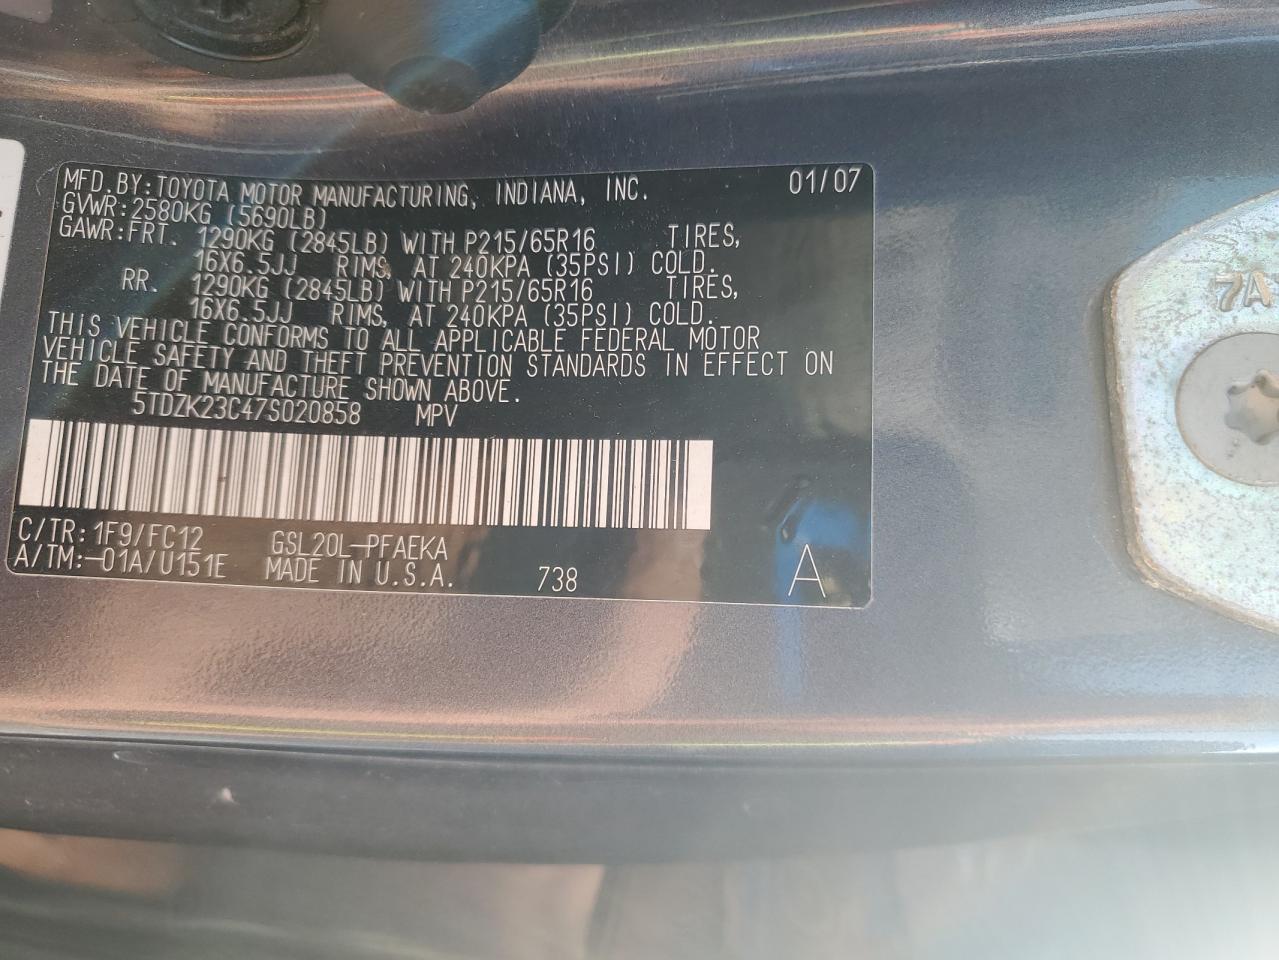 MFD.BY:TOYOTA MOTOR MANUFACTURING, INDIANA, INC. 01/07
GVWR:2580KG (5690LB)
GAWR:FRT. 1290KG (2845LB) WITH P215/65R16 TIRES,
16X6.5JJ RIMS, AT 240KPA (35PSI) COLD.
RR. 1290KG (2845LB) WITH P215/65R16 TIRES,
16X6.5JJ RIMS, AT 240KPA (35PSI) COLD.
THIS VEHICLE CONFORMS TO ALL APPLICABLE FEDERAL MOTOR
VEHICLE SAFETY AND THEFT PREVENTION STANDARDS IN EFFECT ON
THE DATE OF MANUFACTURE SHOWN ABOVE.
5TDZK23C47S020858 MPV
C/TR: 1F9/FC12 GSL20L-PFAEKA
A/TM:-01A/U151E MADE IN U.S.A. 738 A
7A